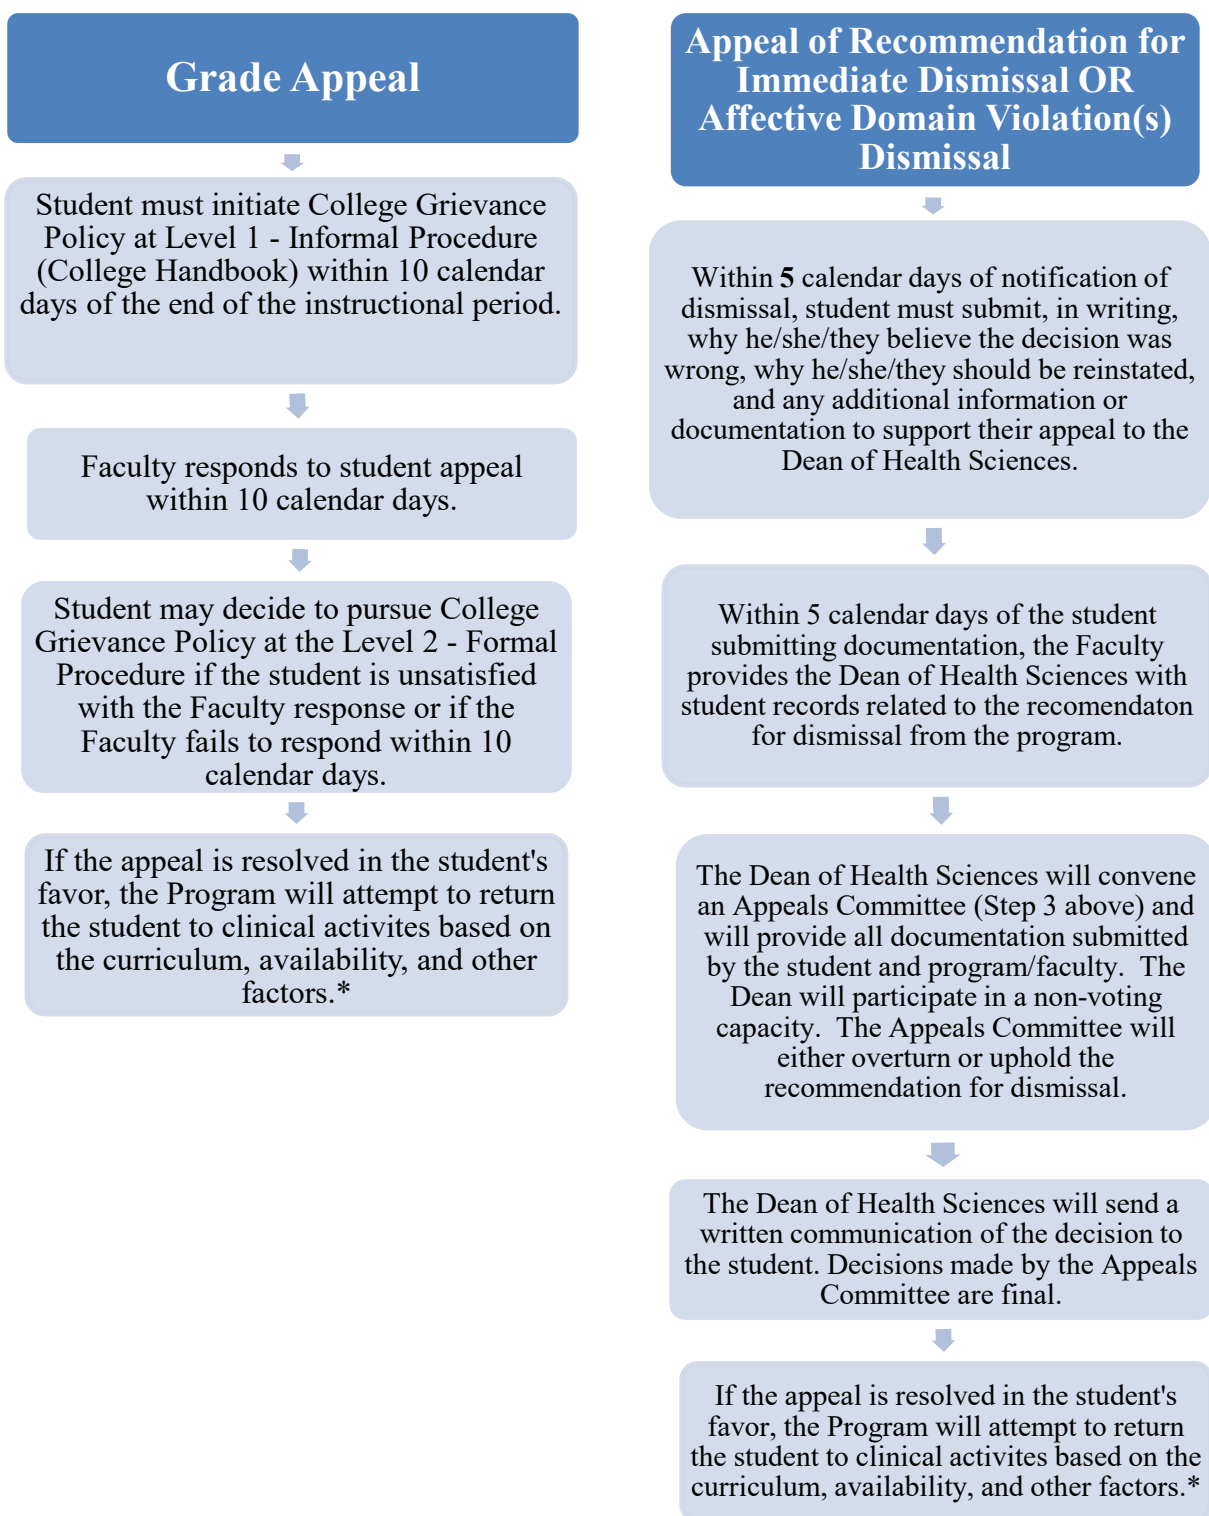 Grade Appeal
Student must initiate College Grievance
Policy at Level 1 - Informal Procedure
(College Handbook) within 10 calendar
days of the end of the instructional period.
Faculty responds to student appeal
within 10 calendar days.
Student may decide to pursue College
Grievance Policy at the Level 2 - Formal
Procedure if the student is unsatisfied
with the Faculty response or if the
Faculty fails to respond within 10
calendar days.
If the appeal is resolved in the student's
favor, the Program will attempt to return
the student to clinical activites based on
the curriculum, availability, and other
factors.*
Appeal of Recommendation for
Immediate Dismissal OR
Affective Domain Violation(s)
Dismissal
Within 5 calendar days of notification of
dismissal, student must submit, in writing,
why he/she/they believe the decision was
wrong, why he/she/they should be reinstated,
and any additional information or
documentation to support their appeal to the
Dean of Health Sciences.
Within 5 calendar days of the student
submitting documentation, the Faculty
provides the Dean of Health Sciences with
student records related to the recomendaton
for dismissal from the program.
The Dean of Health Sciences will convene
an Appeals Committee (Step 3 above) and
will provide all documentation submitted
by the student and program/faculty.  The
Dean will participate in a non-voting
capacity.  The Appeals Committee will
either overturn or uphold the
recommendation for dismissal.
The Dean of Health Sciences will send a
written communication of the decision to
the student. Decisions made by the Appeals
Committee are final.
If the appeal is resolved in the student's
favor, the Program will attempt to return
the student to clinical activites based on the
curriculum, availability, and other factors.*